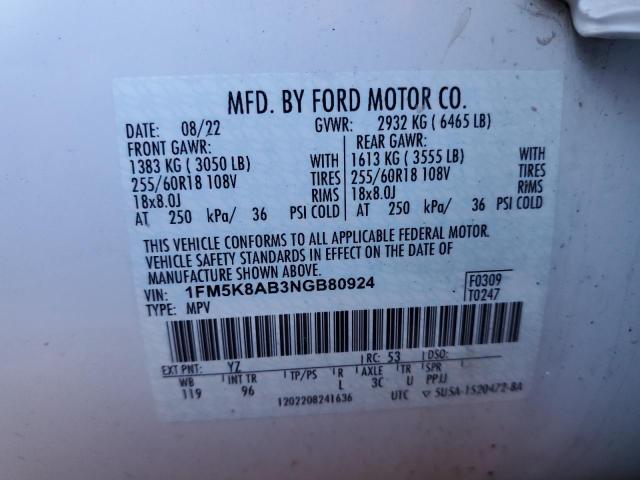 MFD. BY FORD MOTOR CO.
DATE: 08/22 GVWR: 2932 KG ( 6465 LB)
FRONT GAWR: REAR GAWR:
1383 KG ( 3050 LB) WITH 1613 KG ( 3555 LB) WITH
255/60R18 108V TIRES 255/60R18 108V TIRES
18x8.0J RIMS 18x8.0J RIMS
AT 250 kPa/ 36 PSI COLD AT 250 kPa/ 36 PSI COLD
THIS VEHICLE CONFORMS TO ALL APPLICABLE FEDERAL MOTOR
VEHICLE SAFETY STANDARDS IN EFFECT ON THE DATE OF
MANUFACTURE SHOWN ABOVE.
VIN: 1FM5K8AB3NGB80924 F0309
TYPE: MPV T0247
EXT PNT: YZ RC: 53 DSO:
WB INT TR TP/PS R AXLE TR SPR
119 96 L 3C U PPJJ
1202208241636 UTC ▽ 5USA-1520472-BA